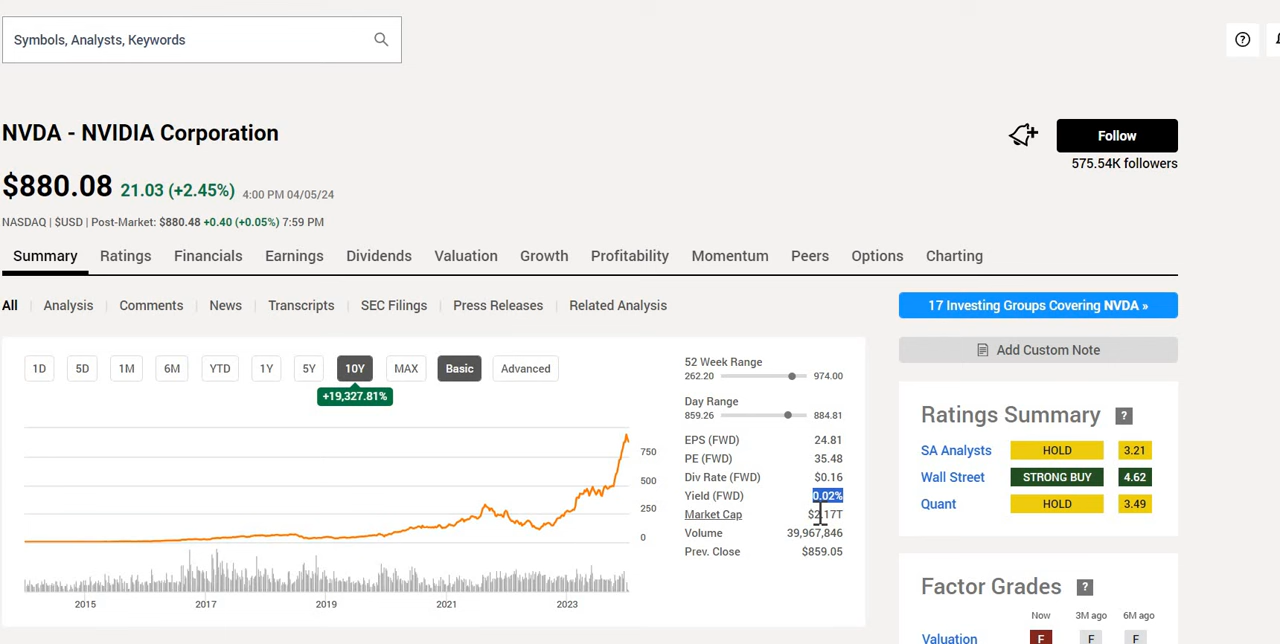 Symbols, Analysts, Keywords
NVDA - NVIDIA Corporation
Follow
575.54K followers
$880.08 21.03 (+2.45%) 4:00 PM 04/05/24
NASDAQ | $USD | Post-Market: $880.48 +0.40 (+0.05%) 7:59 PM
Summary Ratings Financials Earnings Dividends Valuation Growth Profitability Momentum Peers Options Charting
All | Analysis | Comments | News | Transcripts | SEC Filings | Press Releases | Related Analysis
17 Investing Groups Covering NVDA »
Add Custom Note
1D 5D 1M 6M YTD 1Y 5Y 10Y MAX Basic Advanced
+19,327.81%
750
500
250
0
2015 2017 2019 2021 2023
52 Week Range
262.20 974.00
Day Range
859.26 884.81
EPS (FWD) 24.81
PE (FWD) 35.48
Div Rate (FWD) $0.16
Yield (FWD) 0.02%
Market Cap $2.17T
Volume 39,967,846
Prev. Close $859.05
Ratings Summary ?
SA Analysts HOLD 3.21
Wall Street STRONG BUY 4.62
Quant HOLD 3.49
Factor Grades ?
Now 3M ago 6M ago
Valuation F F F